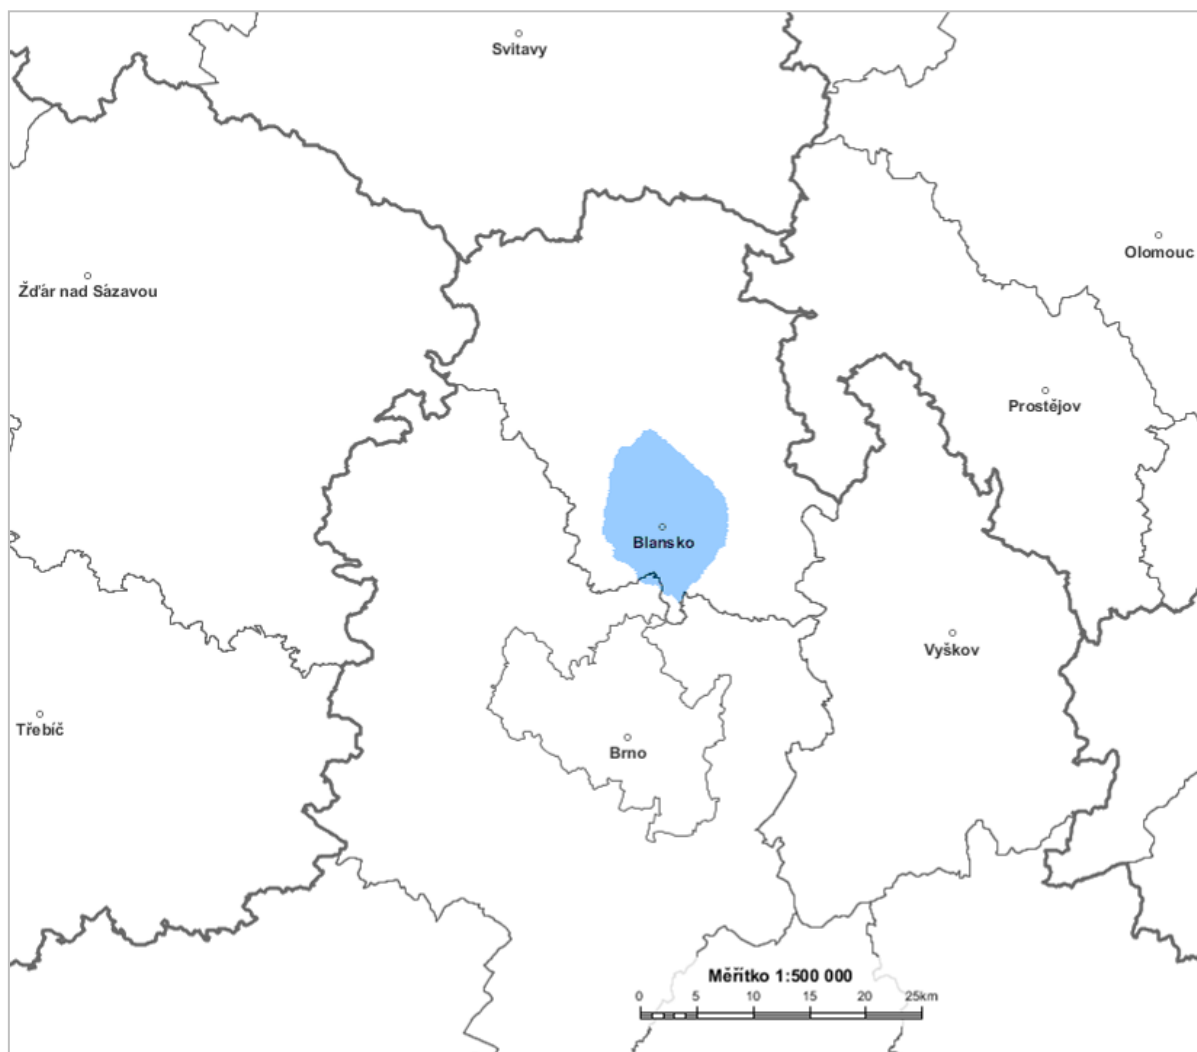 Svitavy
Olomouc
Žďár nad Sázavou
Prostějov
Blansko
Vyškov
Třebíč
Brno
Měřítko 1:500 000
0 5 10 15 20 25km